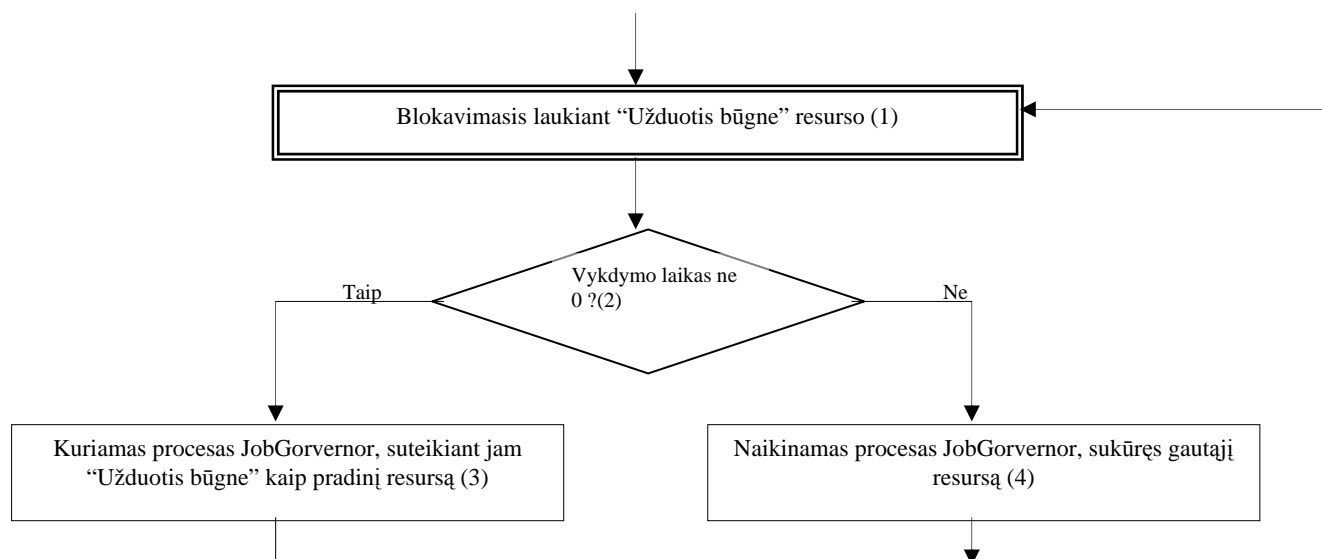 Blokavimasis laukiant “Užduotis būgne” resurso (1)
Vykdymo laikas ne
0 ?(2)
Taip
Ne
Kuriamas procesas JobGorvernor, suteikiant jam
“Užduotis būgne” kaip pradinį resursą (3)
Naikinamas procesas JobGorvernor, sukūręs gautąjį
resursą (4)